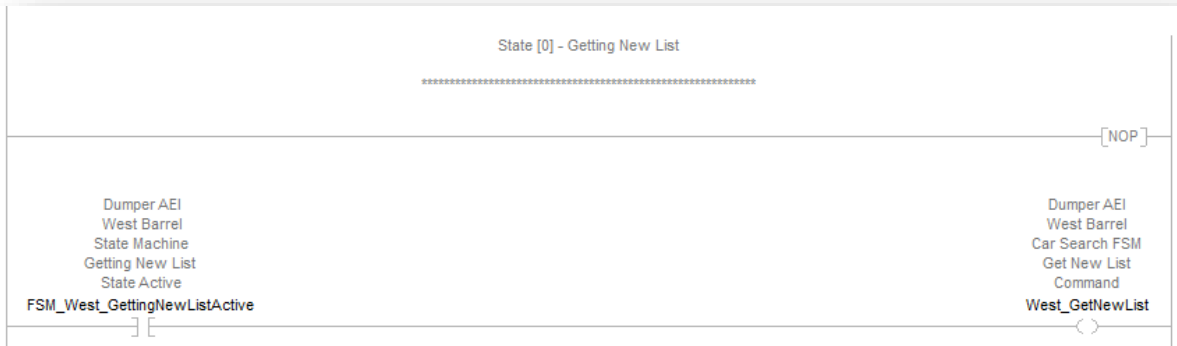 State [0] - Getting New List
************************************************************
[NOP]
Dumper AEI
West Barrel
State Machine
Getting New List
State Active
FSM_West_GettingNewListActive
Dumper AEI
West Barrel
Car Search FSM
Get New List
Command
West_GetNewList